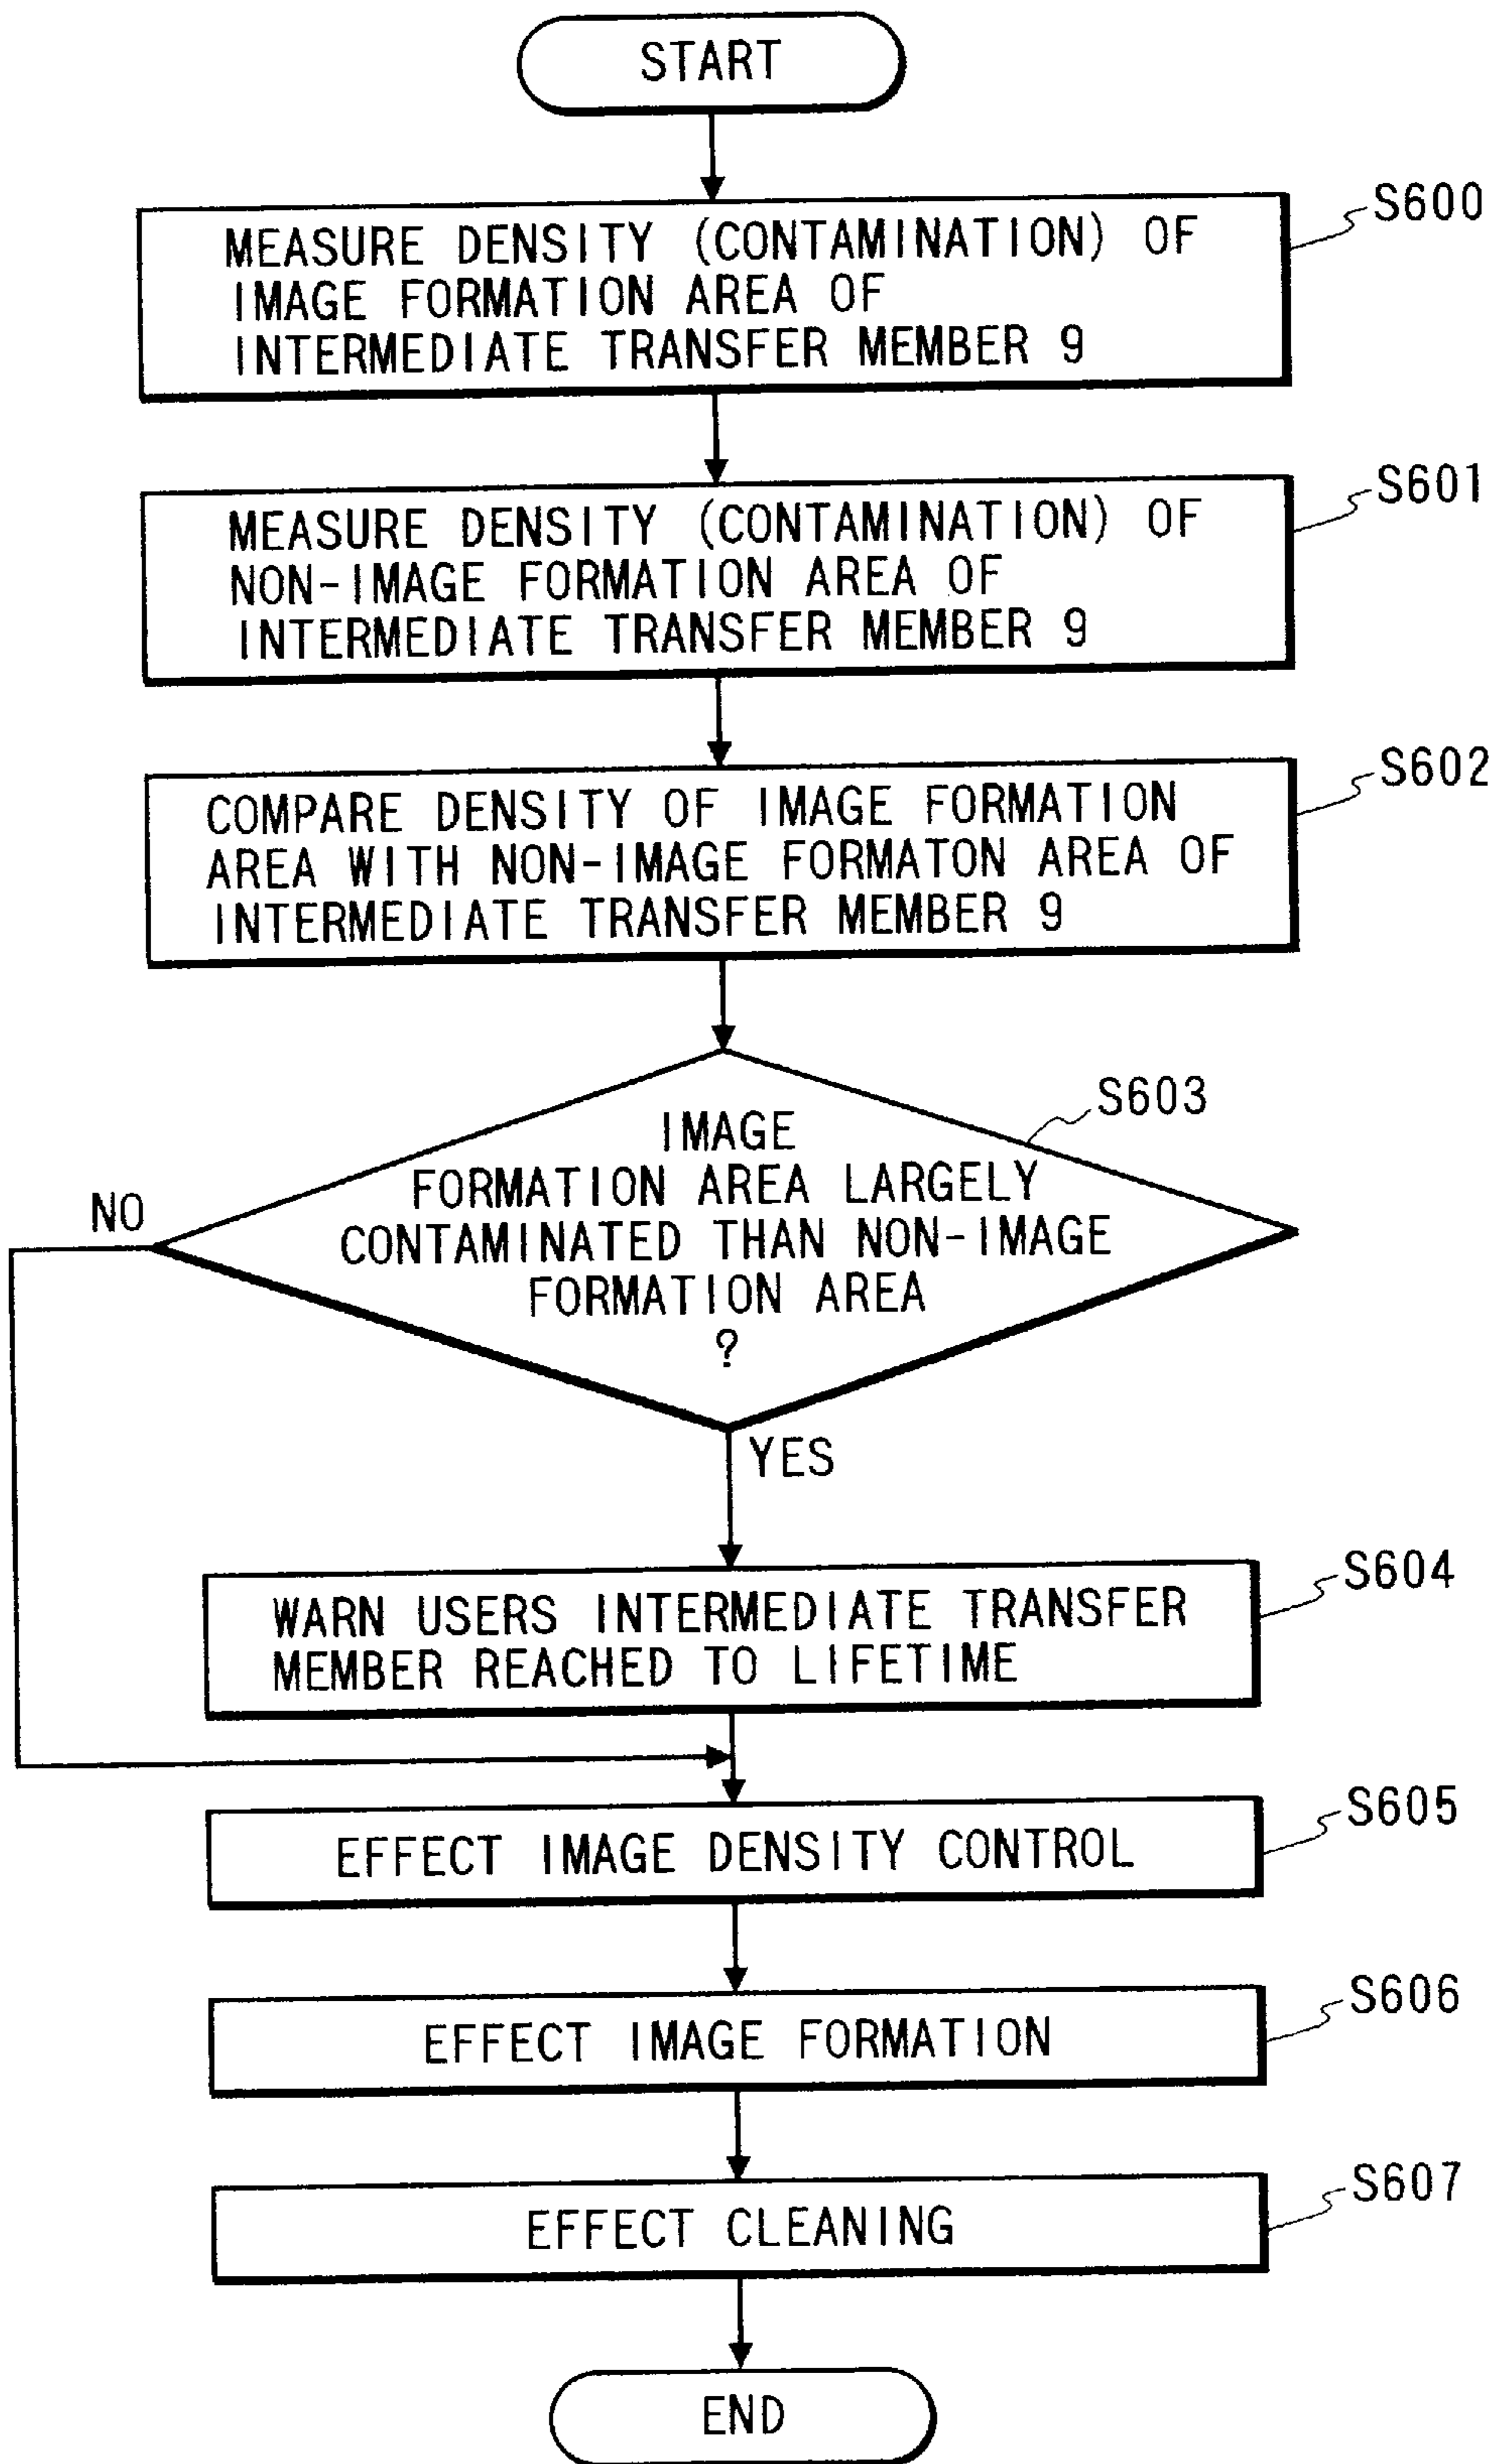 START
S600
MEASURE DENSITY (CONTAMINATION) OF
IMAGE FORMATION AREA OF
INTERMEDIATE TRANSFER MEMBER 9
S601
MEASURE DENSITY (CONTAMINATION) OF
NON-IMAGE FORMATION AREA OF
INTERMEDIATE TRANSFER MEMBER 9
S602
COMPARE DENSITY OF IMAGE FORMATION
AREA WITH NON-IMAGE FORMATON AREA OF
INTERMEDIATE TRANSFER MEMBER 9
S603
IMAGE
FORMATION AREA LARGELY
CONTAMINATED THAN NON-IMAGE
FORMATION AREA
?
NO
YES
S604
WARN USERS INTERMEDIATE TRANSFER
MEMBER REACHED TO LIFETIME
S605
EFFECT IMAGE DENSITY CONTROL
S606
EFFECT IMAGE FORMATION
S607
EFFECT CLEANING
END